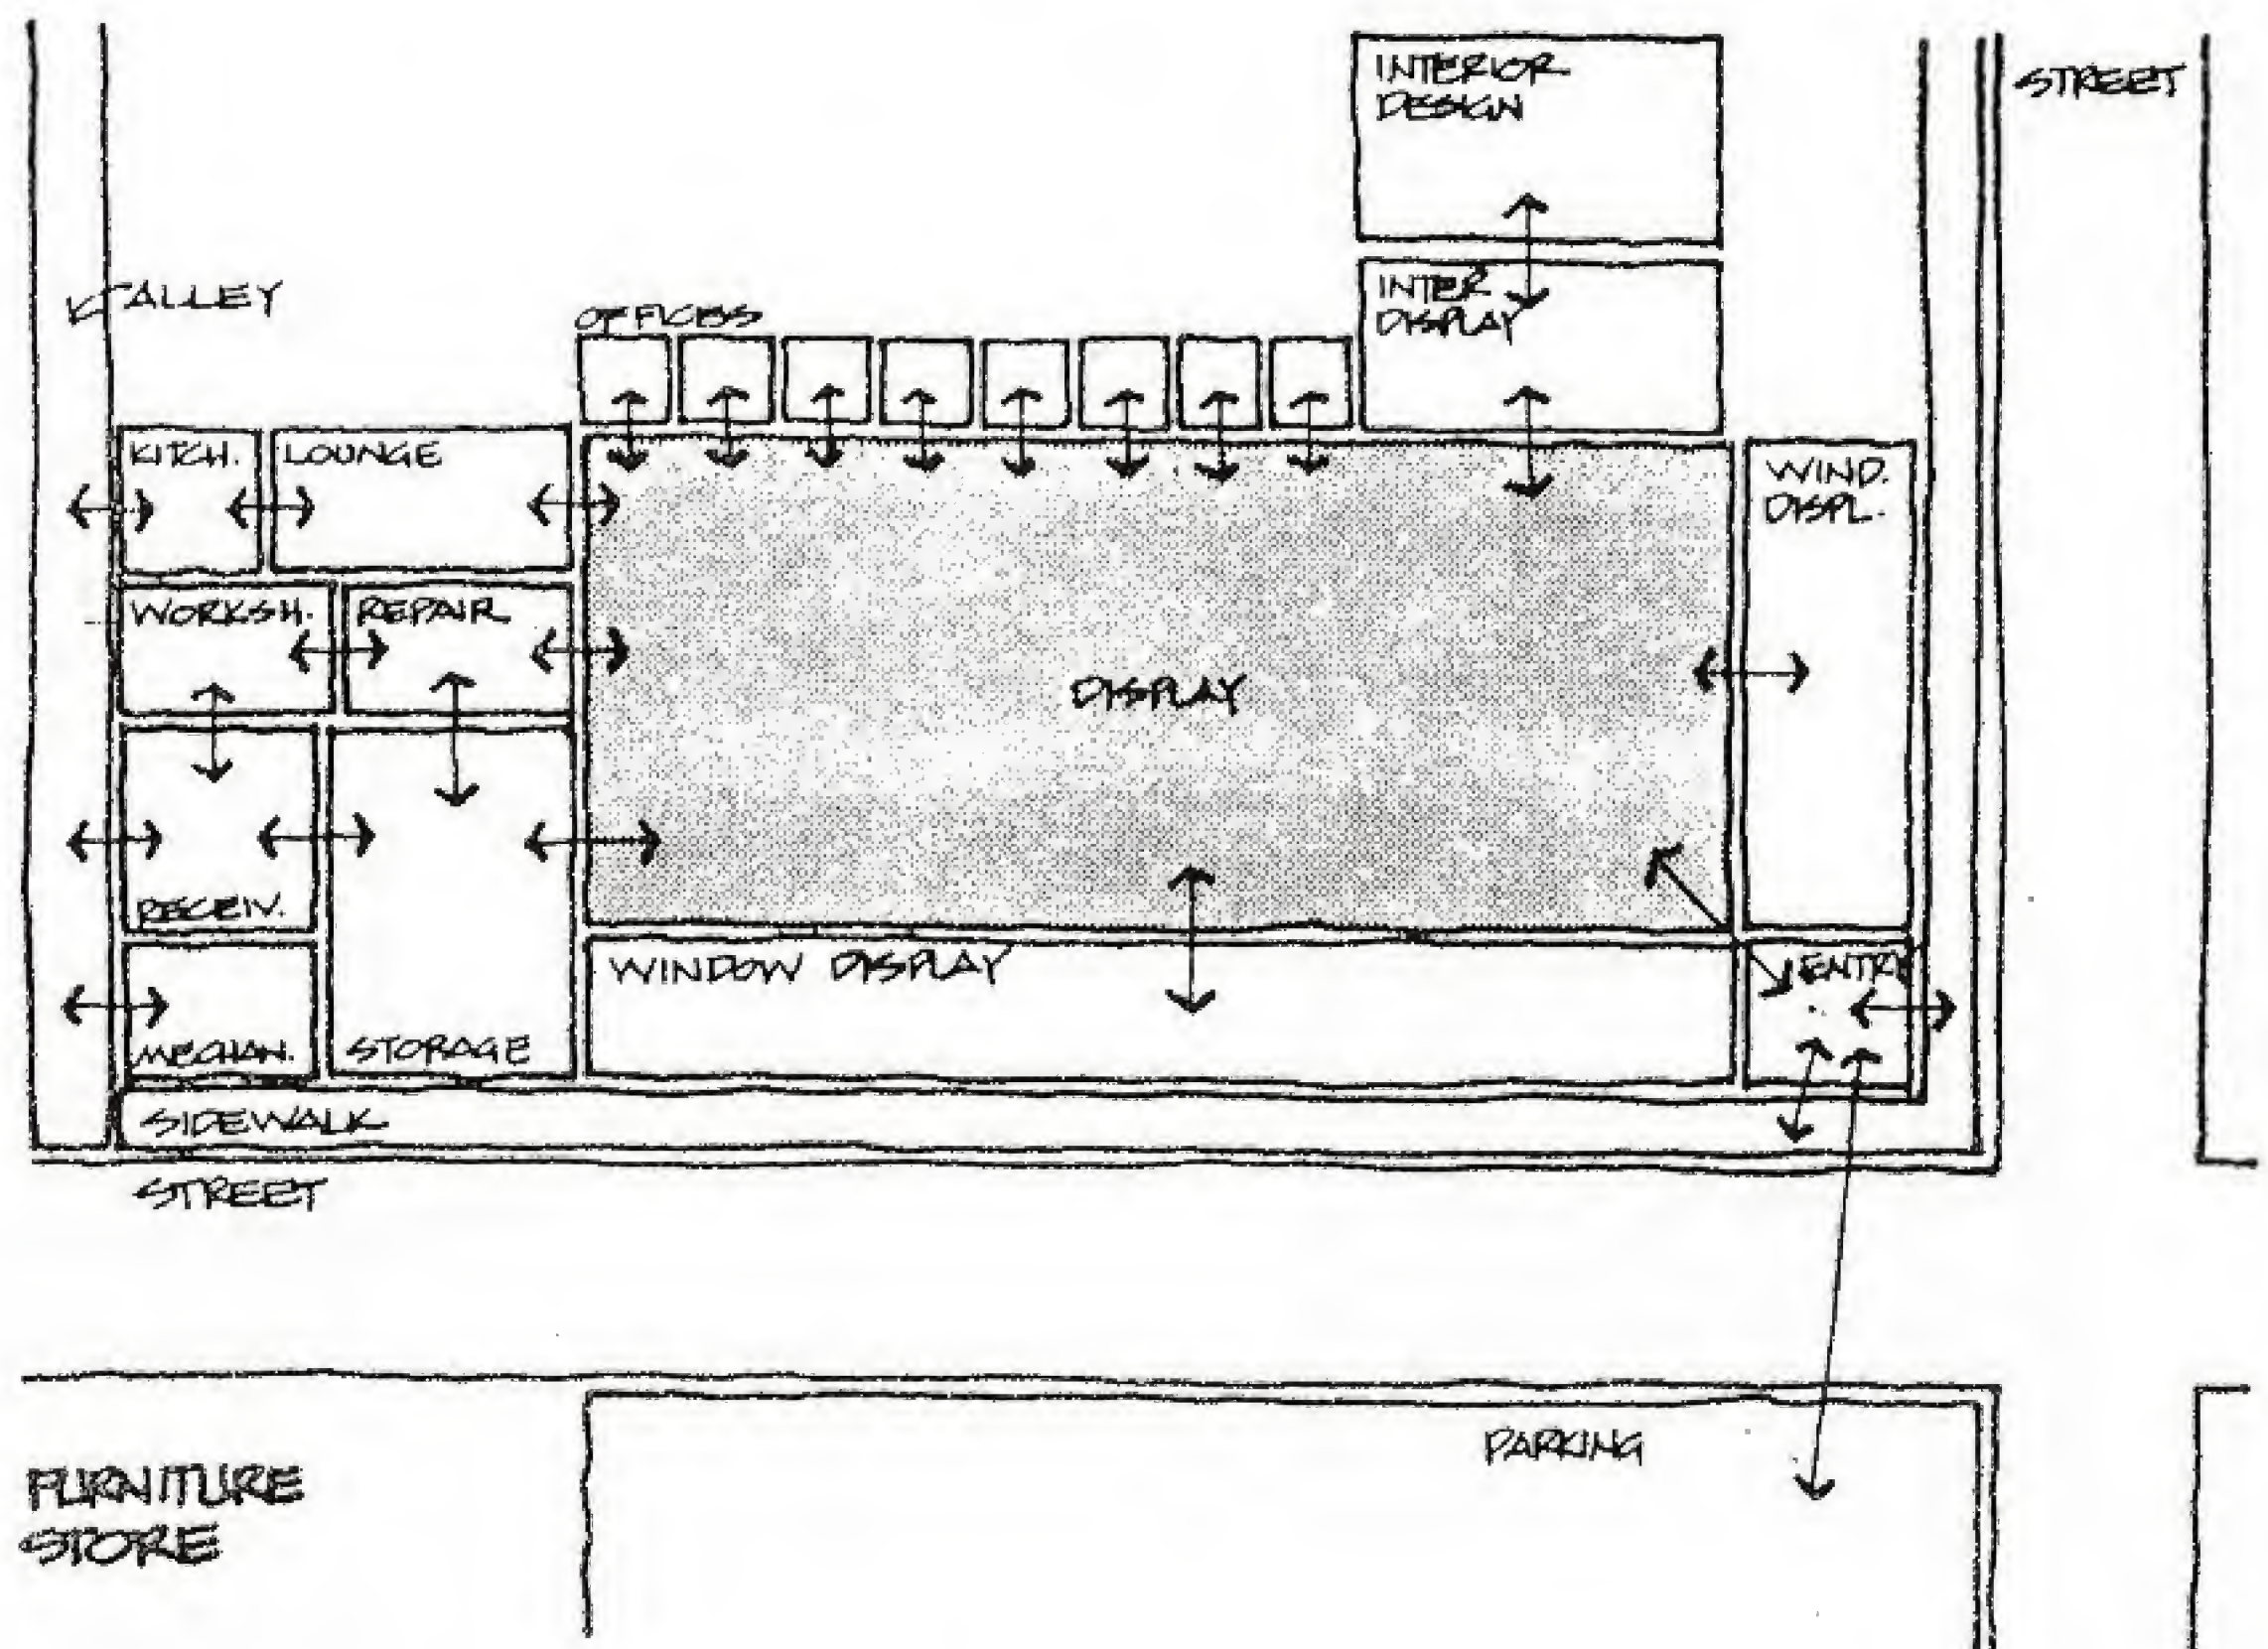 INTERIOR
DESIGN
STREET
INTER
DISPLAY
ALLEY
OFFICES
KITCH.
LOUNGE
WIND.
DISPL.
WORKSH.
REPAIR
DISPLAY
RECEIV.
WINDOW DISPLAY
ENTRY
MECHAN.
STORAGE
SIDEWALK
STREET
PARKING
FURNITURE
STORE